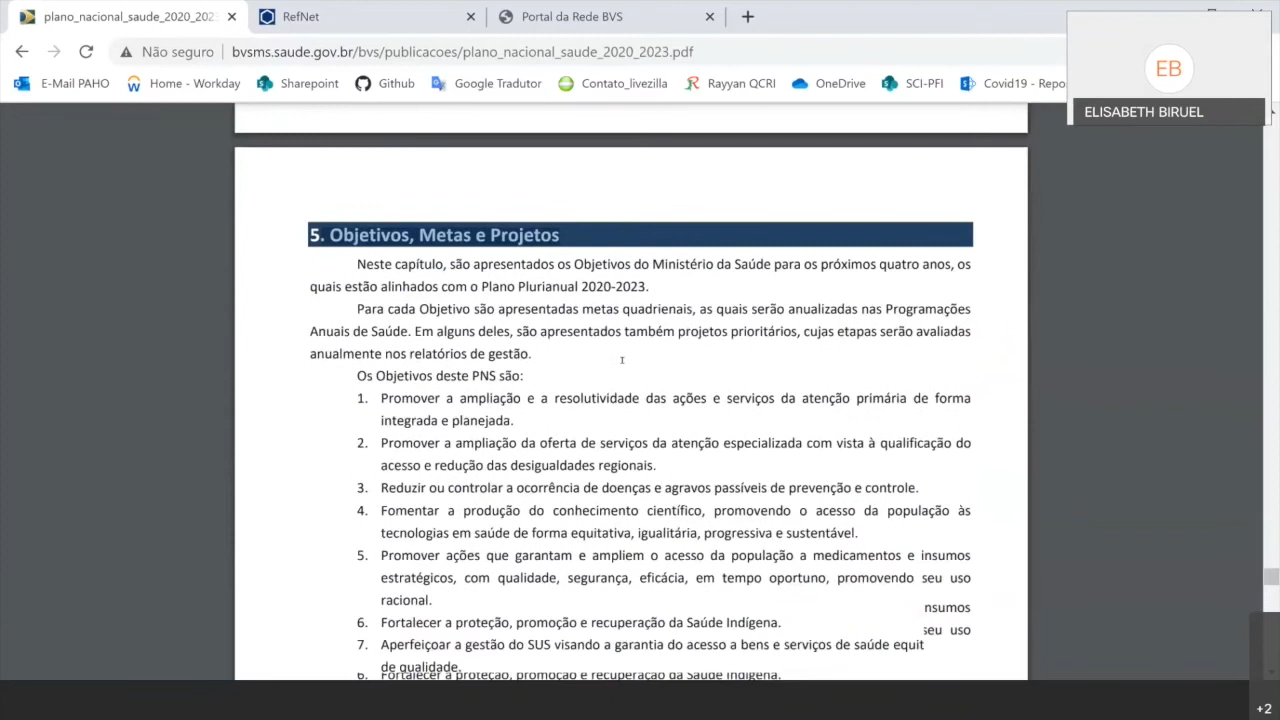 plano_nacional_saude_2020_202
RefNet
Portal da Rede BVS
Não seguro
bvsms.saude.gov.br/bvs/publicacoes/plano_nacional_saude_2020_2023.pdf
E-Mail PAHO
Home - Workday
Sharepoint
Github
Google Tradutor
Contato_livezilla
Rayyan QCRI
OneDrive
SCI-PFI
Covid19 - Repo
EB
ELISABETH BIRUEL
5. Objetivos, Metas e Projetos
Neste capítulo, são apresentados os Objetivos do Ministério da Saúde para os próximos quatro anos, os
quais estão alinhados com o Plano Plurianual 2020-2023.
Para cada Objetivo são apresentadas metas quadrienais, as quais serão anualizadas nas Programações
Anuais de Saúde. Em alguns deles, são apresentados também projetos prioritários, cujas etapas serão avaliadas
anualmente nos relatórios de gestão.
Os Objetivos deste PNS são:
1. Promover a ampliação e a resolutividade das ações e serviços da atenção primária de forma
integrada e planejada.
2. Promover a ampliação da oferta de serviços da atenção especializada com vista à qualificação do
acesso e redução das desigualdades regionais.
3. Reduzir ou controlar a ocorrência de doenças e agravos passíveis de prevenção e controle.
4. Fomentar a produção do conhecimento científico, promovendo o acesso da população às
tecnologias em saúde de forma equitativa, igualitária, progressiva e sustentável.
5. Promover ações que garantam e ampliem o acesso da população a medicamentos e insumos
estratégicos, com qualidade, segurança, eficácia, em tempo oportuno, promovendo seu uso
racional.
nsumos
6. Fortalecer a proteção, promoção e recuperação da Saúde Indígena.
seu uso
7. Aperfeiçoar a gestão do SUS visando a garantia do acesso a bens e serviços de saúde equit
de qualidade.
6. Fortalecer a proteção, promoção e recuperação da Saúde Indígena.
+2